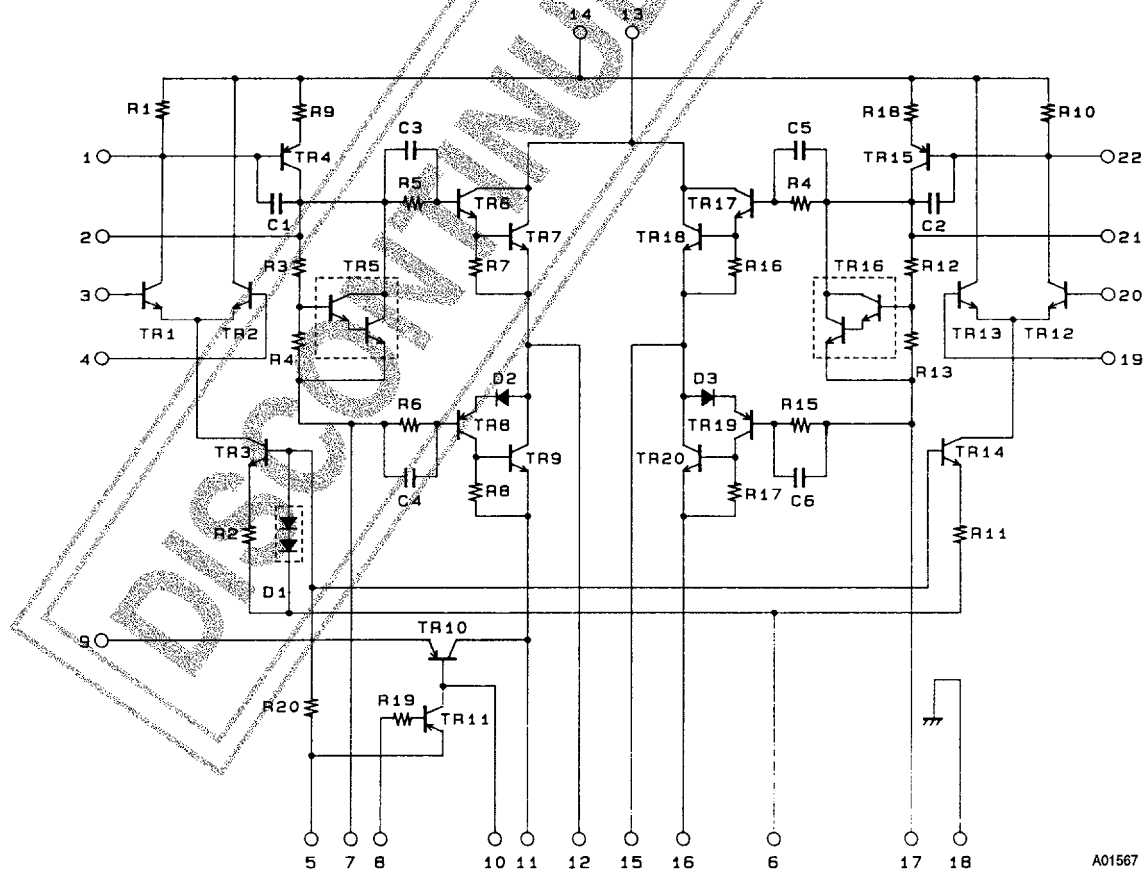 14 13
R1 R9 R18 R10
C3 C5
1 TR4 TR15 22
R5 R4
TR6 TR17
C1 C2
2 TR7 TR18 21
R3 TR5 R7 R16 TR16 R12
3 20
TR1 TR2 TR13 TR12
R4
4 19
R13
D2 D3
R6 R15
TR8 TR19
TR3 TR9 TR20 TR14
C4 R8 R17 C6
R2 R11
D1
9 TR10
R20 R19 TR11
5 7 8 10 11 12 15 16 6 17 18
A01567
DISCONTINUE